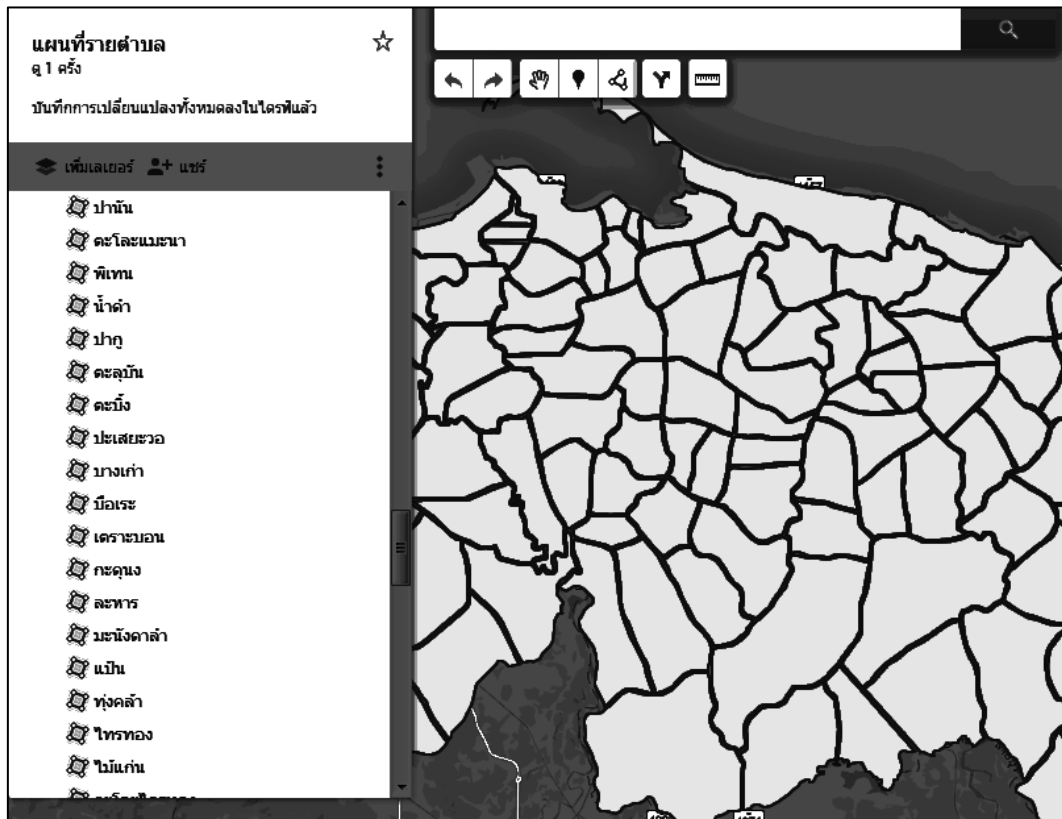 แผนที่รายตำบล
ดู 1 ครั้ง
บันทึกการเปลี่ยนแปลงทั้งหมดลงในไดรฟ์แล้ว
เพิ่มเลเยอร์ แชร์
ปานัน
ตะโละแมะนา
พิเทน
น้ำดำ
ปากู
ตะลุบัน
ตะบิ้ง
ปะเสยะวอ
บางเก่า
บือเระ
เตราะบอน
กะดุนง
ละหาร
มะนังดาลำ
แป้น
ทุ่งคล้า
ไทรทอง
ไม้แก่น